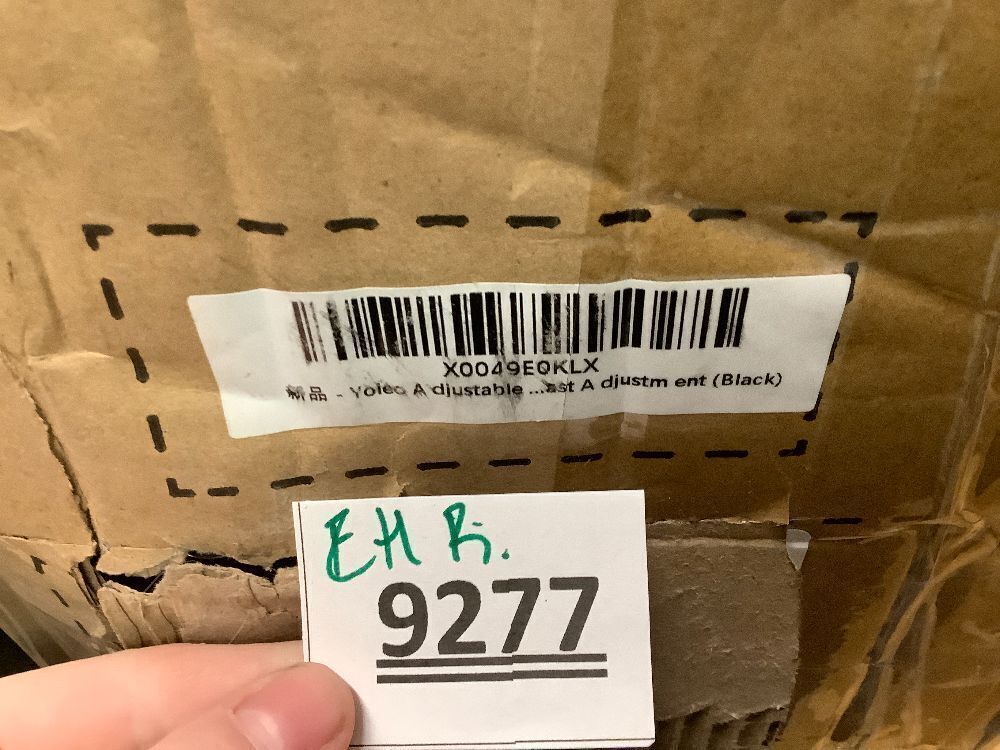 X0049E0KLX
新品 - Yoleo A djustable ...ast A djustm ent (Black)
EH R.
9277